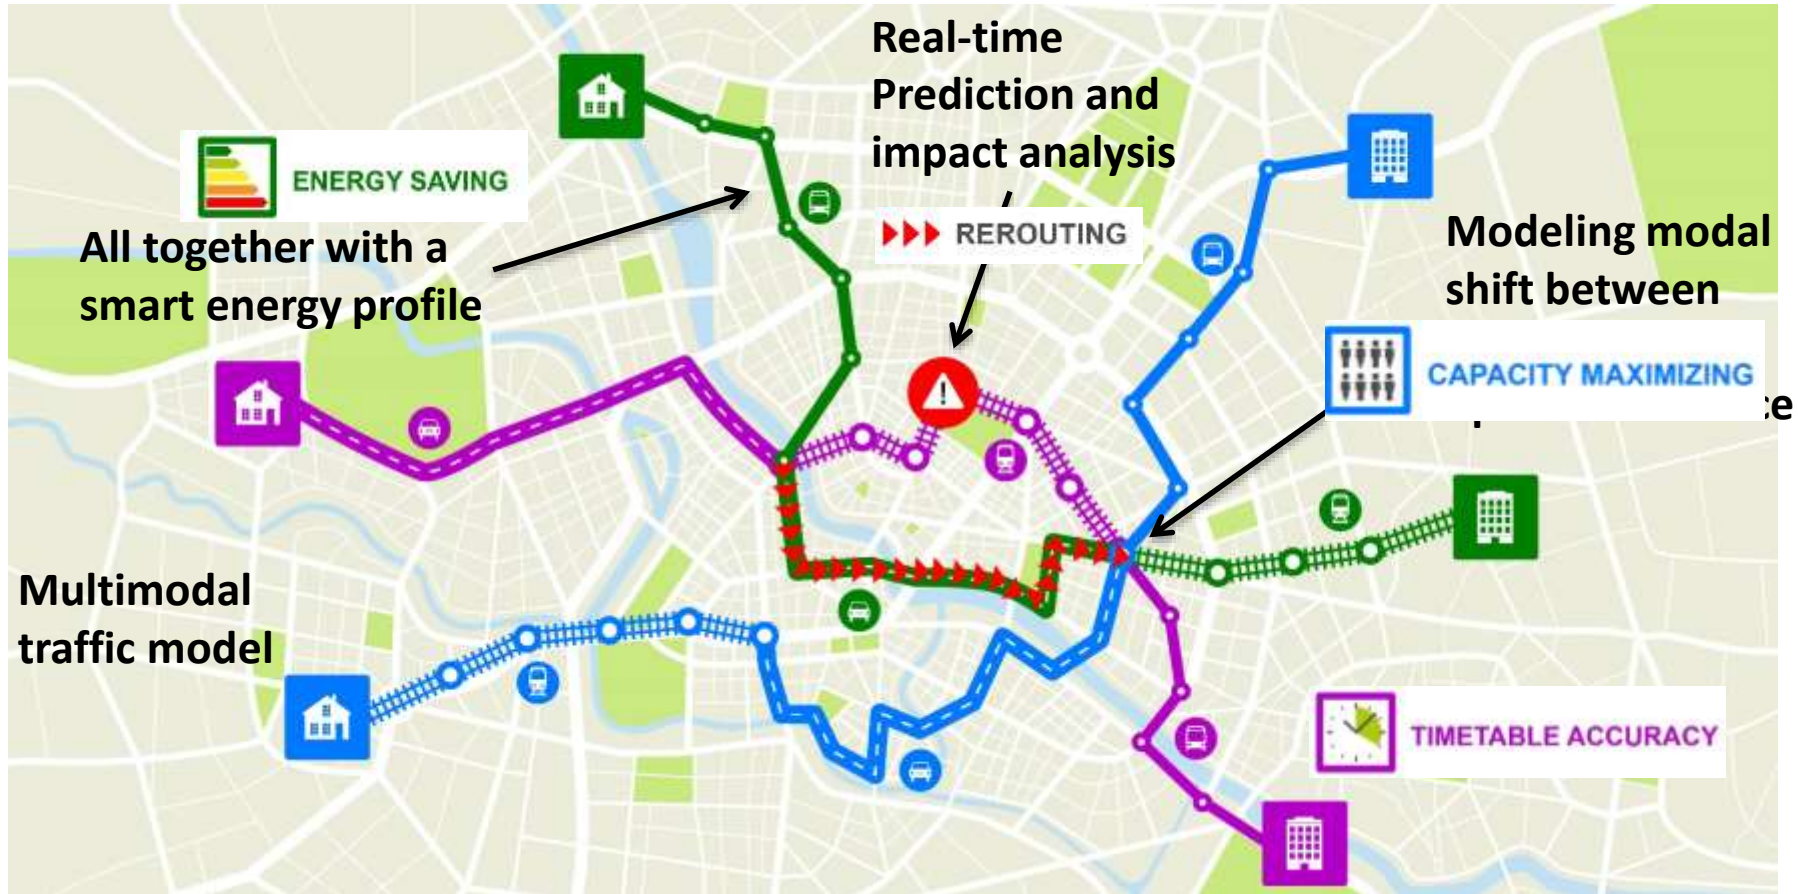 Real-time
Prediction and
impact analysis
REROUTING
ENERGY SAVING
All together with a
smart energy profile
Modeling modal
shift between
CAPACITY MAXIMIZING
Multimodal
traffic model
TIMETABLE ACCURACY